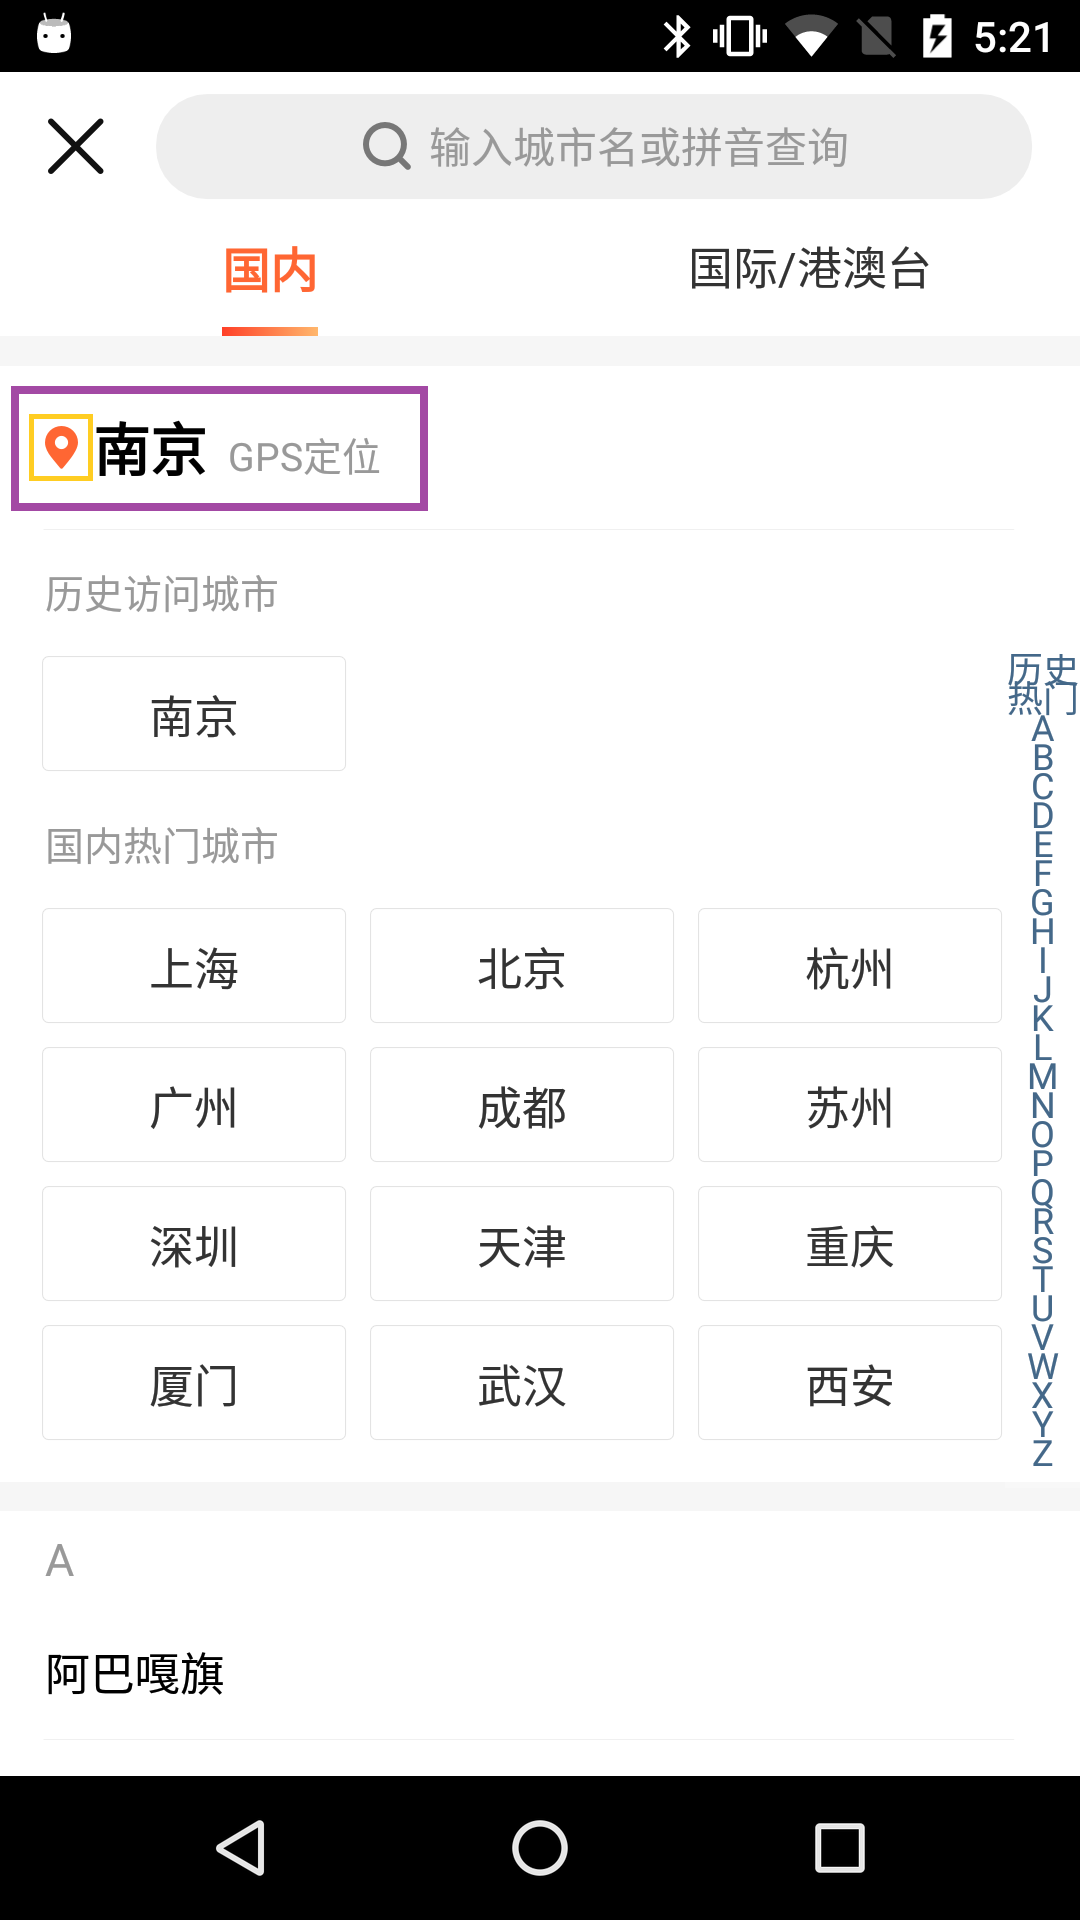 5:21
输入城市名或拼音查询
国内 国际/港澳台
南京 GPS定位
历史访问城市
南京
国内热门城市
上海 北京 杭州
广州 成都 苏州
深圳 天津 重庆
厦门 武汉 西安
历史
热门
A
B
C
D
E
F
G
H
I
J
K
L
M
N
O
P
Q
R
S
T
U
V
W
X
Y
Z
A
阿巴嘎旗